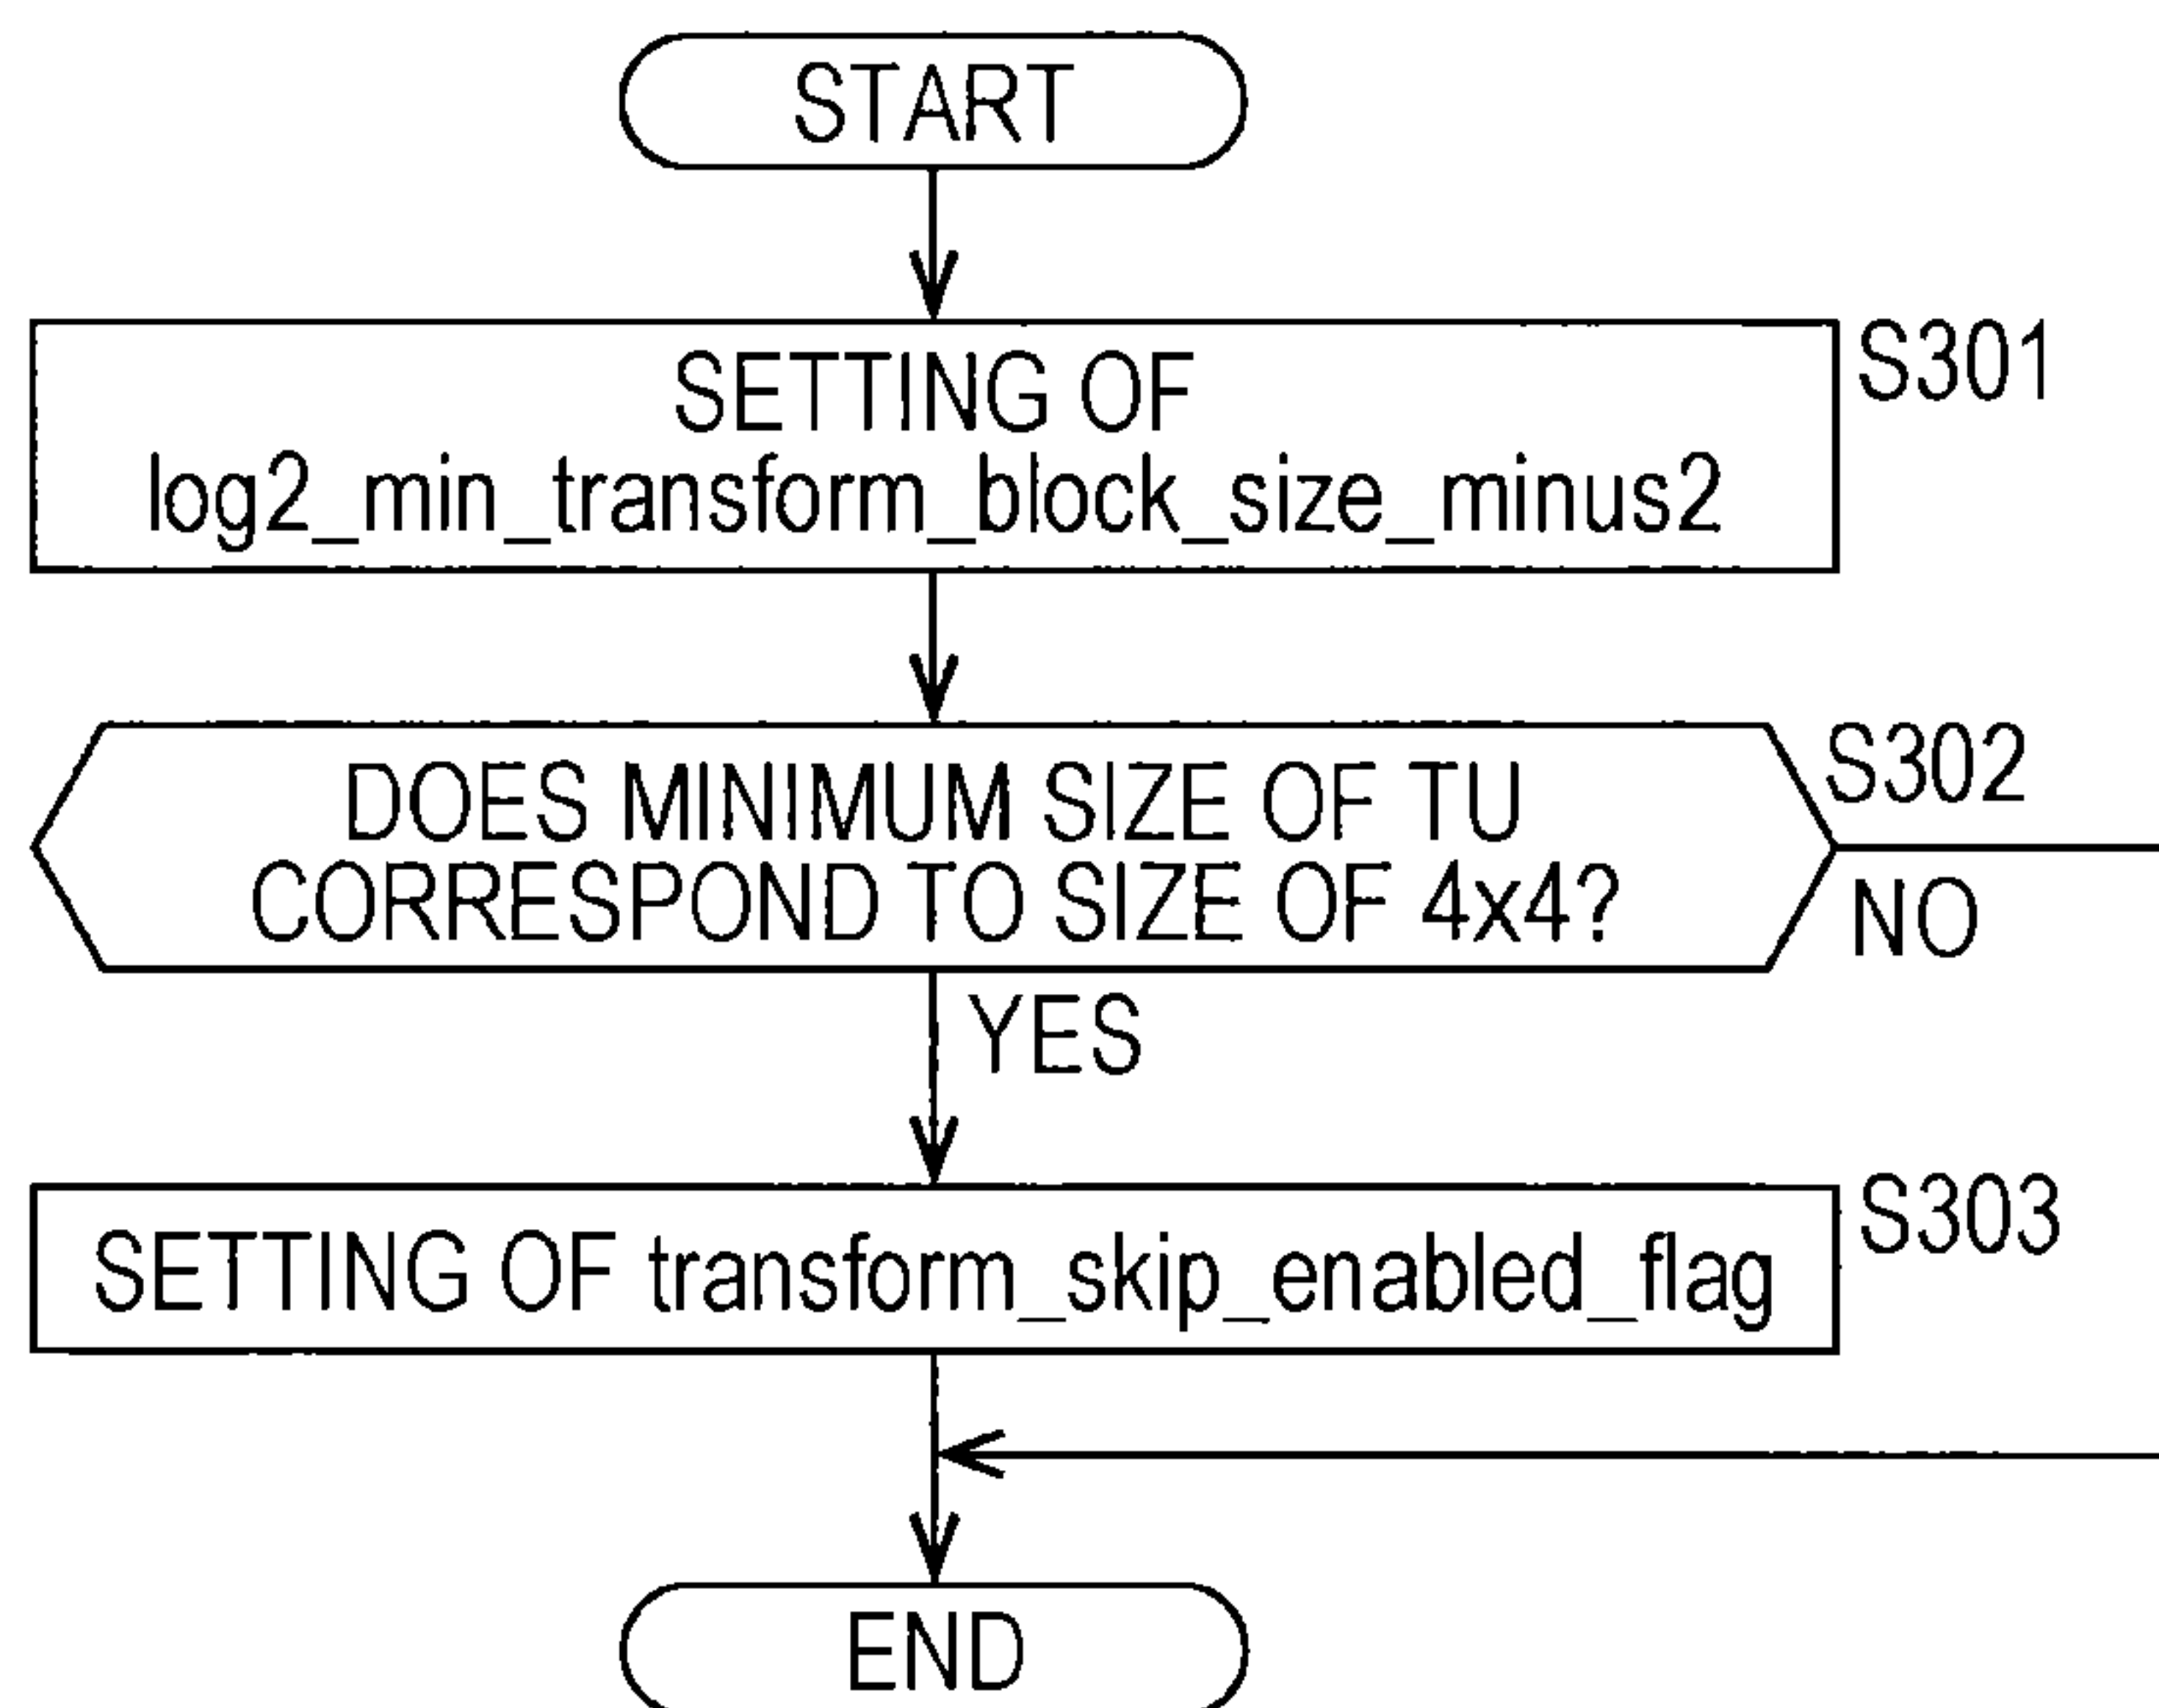 START
SETTING OF
log2_min_transform_block_size_minus2
S301
DOES MINIMUM SIZE OF TU
CORRESPOND TO SIZE OF 4x4?
S302
NO
YES
SETTING OF transform_skip_enabled_flag
S303
END